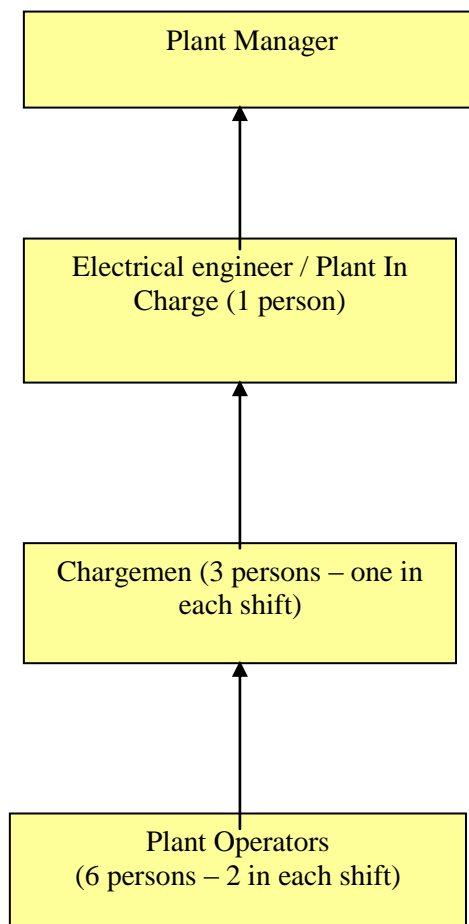 Plant Manager
Electrical engineer / Plant In
Charge (1 person)
Chargemen (3 persons – one in
each shift)
Plant Operators
(6 persons – 2 in each shift)